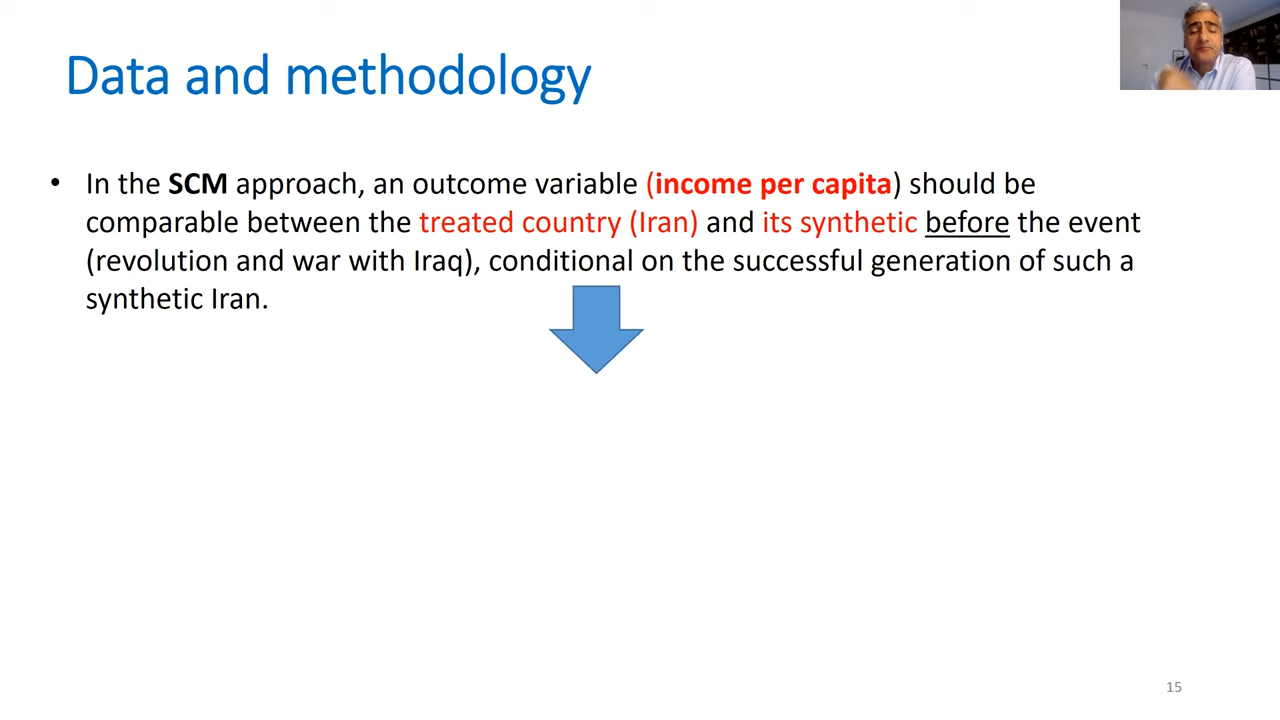 Data and methodology
• In the SCM approach, an outcome variable (income per capita) should be
comparable between the treated country (Iran) and its synthetic before the event
(revolution and war with Iraq), conditional on the successful generation of such a
synthetic Iran.
15